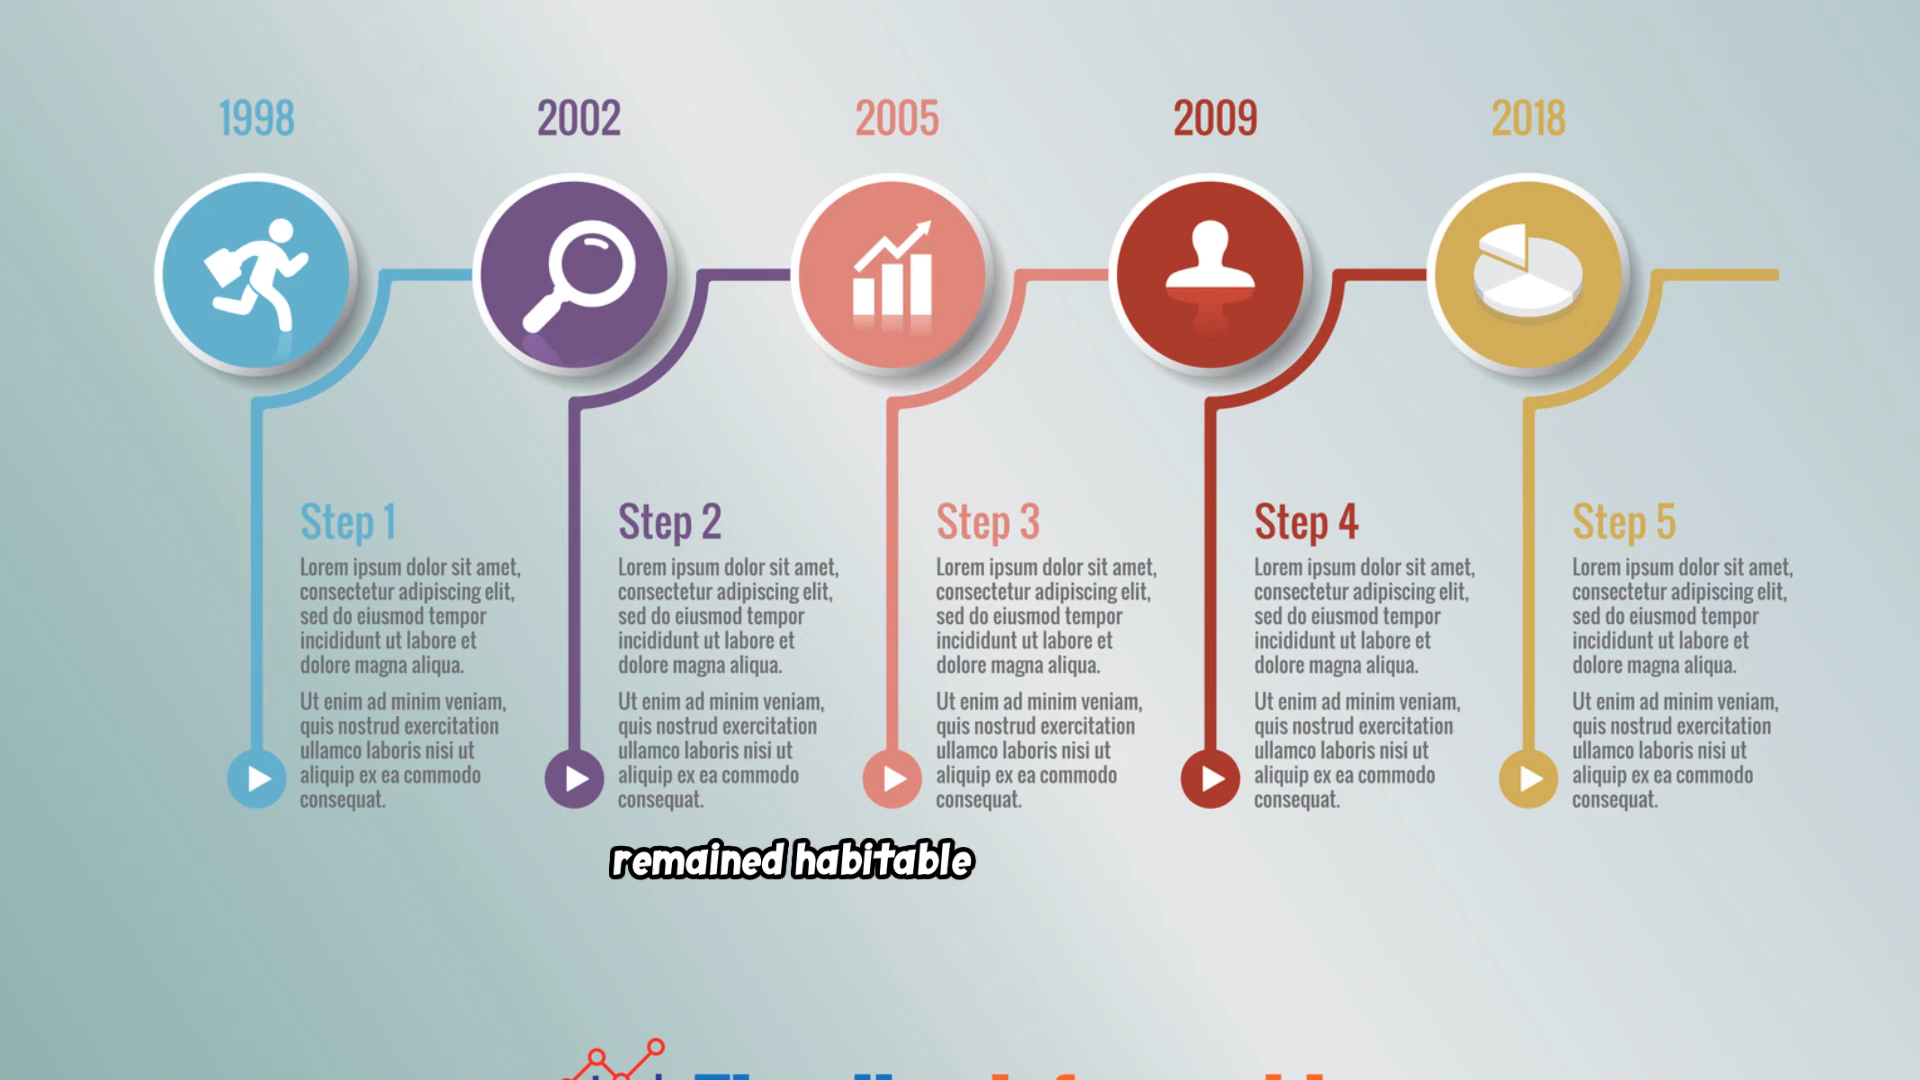 1998
2002
2005
2009
2018
Step 1
Lorem ipsum dolor sit amet,
consectetur adipiscing elit,
sed do eiusmod tempor
incididunt ut labore et
dolore magna aliqua.
Ut enim ad minim veniam,
quis nostrud exercitation
ullamco laboris nisi ut
aliquip ex ea commodo
consequat.
Step 2
Lorem ipsum dolor sit amet,
consectetur adipiscing elit,
sed do eiusmod tempor
incididunt ut labore et
dolore magna aliqua.
Ut enim ad minim veniam,
quis nostrud exercitation
ullamco laboris nisi ut
aliquip ex ea commodo
consequat.
Step 3
Lorem ipsum dolor sit amet,
consectetur adipiscing elit,
sed do eiusmod tempor
incididunt ut labore et
dolore magna aliqua.
Ut enim ad minim veniam,
quis nostrud exercitation
ullamco laboris nisi ut
aliquip ex ea commodo
consequat.
Step 4
Lorem ipsum dolor sit amet,
consectetur adipiscing elit,
sed do eiusmod tempor
incididunt ut labore et
dolore magna aliqua.
Ut enim ad minim veniam,
quis nostrud exercitation
ullamco laboris nisi ut
aliquip ex ea commodo
consequat.
Step 5
Lorem ipsum dolor sit amet,
consectetur adipiscing elit,
sed do eiusmod tempor
incididunt ut labore et
dolore magna aliqua.
Ut enim ad minim veniam,
quis nostrud exercitation
ullamco laboris nisi ut
aliquip ex ea commodo
consequat.
remained habitable